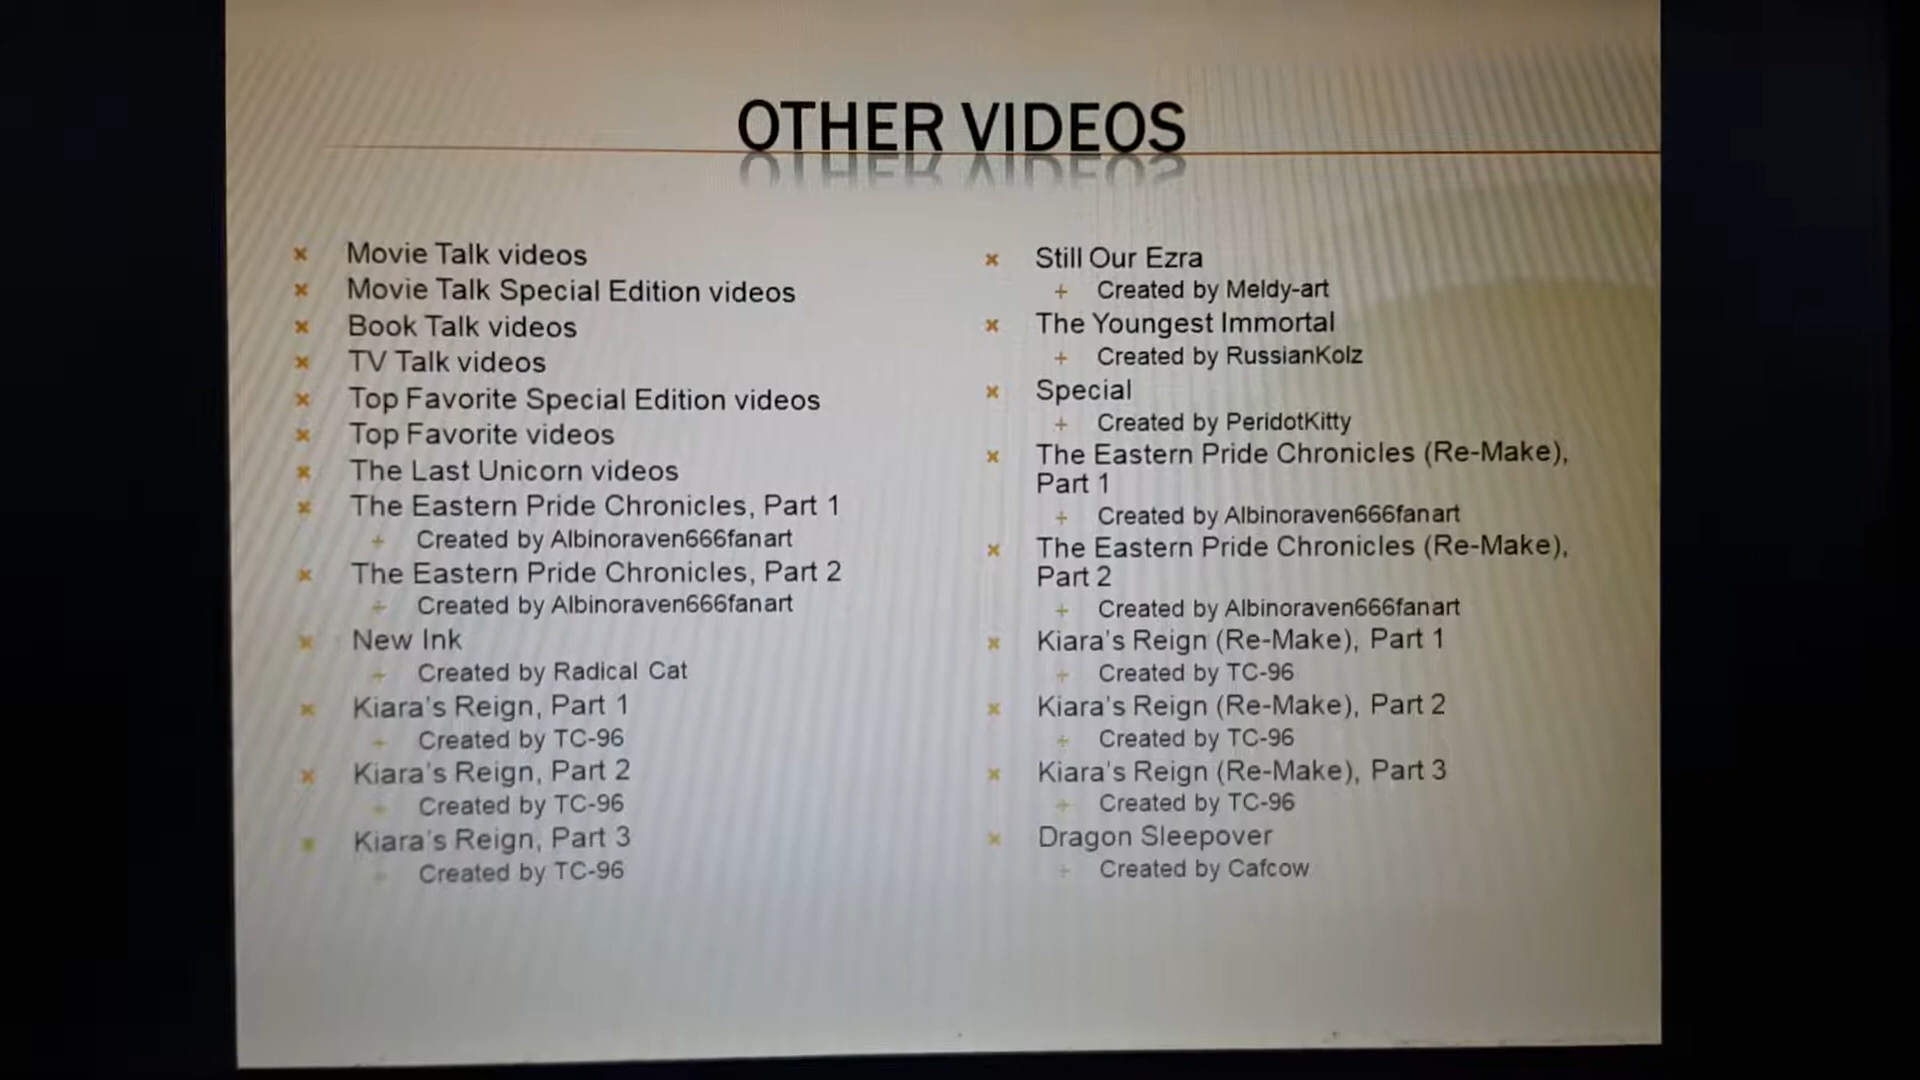 OTHER VIDEOS
Movie Talk videos
Movie Talk Special Edition videos
Book Talk videos
TV Talk videos
Top Favorite Special Edition videos
Top Favorite videos
The Last Unicorn videos
The Eastern Pride Chronicles, Part 1
Created by Albinoraven666fanart
The Eastern Pride Chronicles, Part 2
Created by Albinoraven666fanart
New Ink
Created by Radical Cat
Kiara's Reign, Part 1
Created by TC-96
Kiara's Reign, Part 2
Created by TC-96
Kiara's Reign, Part 3
Created by TC-96
Still Our Ezra
Created by Meldy-art
The Youngest Immortal
Created by RussianKolz
Special
Created by PeridotKitty
The Eastern Pride Chronicles (Re-Make),
Part 1
Created by Albinoraven666fanart
The Eastern Pride Chronicles (Re-Make),
Part 2
Created by Albinoraven666fanart
Kiara's Reign (Re-Make), Part 1
Created by TC-96
Kiara's Reign (Re-Make), Part 2
Created by TC-96
Kiara's Reign (Re-Make), Part 3
Created by TC-96
Dragon Sleepover
Created by Cafcow